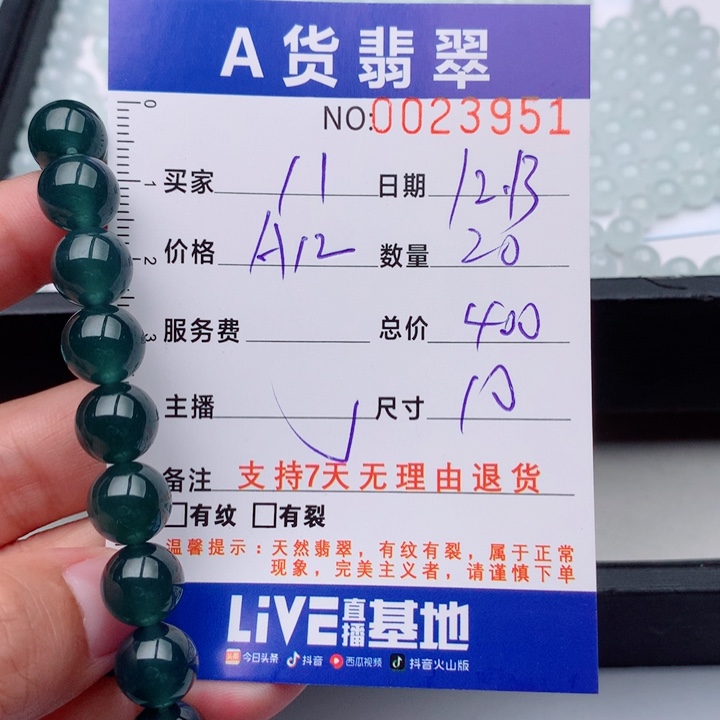 A货翡翠
NO:0023951
买家 11 日期 12.13
价格 A12 数量 20
服务费 总价 400
主播 尺寸 10
备注 支持7天无理由退货
□有纹 □有裂
温馨提示：天然翡翠，有纹有裂，属于正常
现象，完美主义者，请谨慎下单
LiVE直播基地
头条 今日头条 抖音 西瓜视频 抖音火山版
0
1
2
3